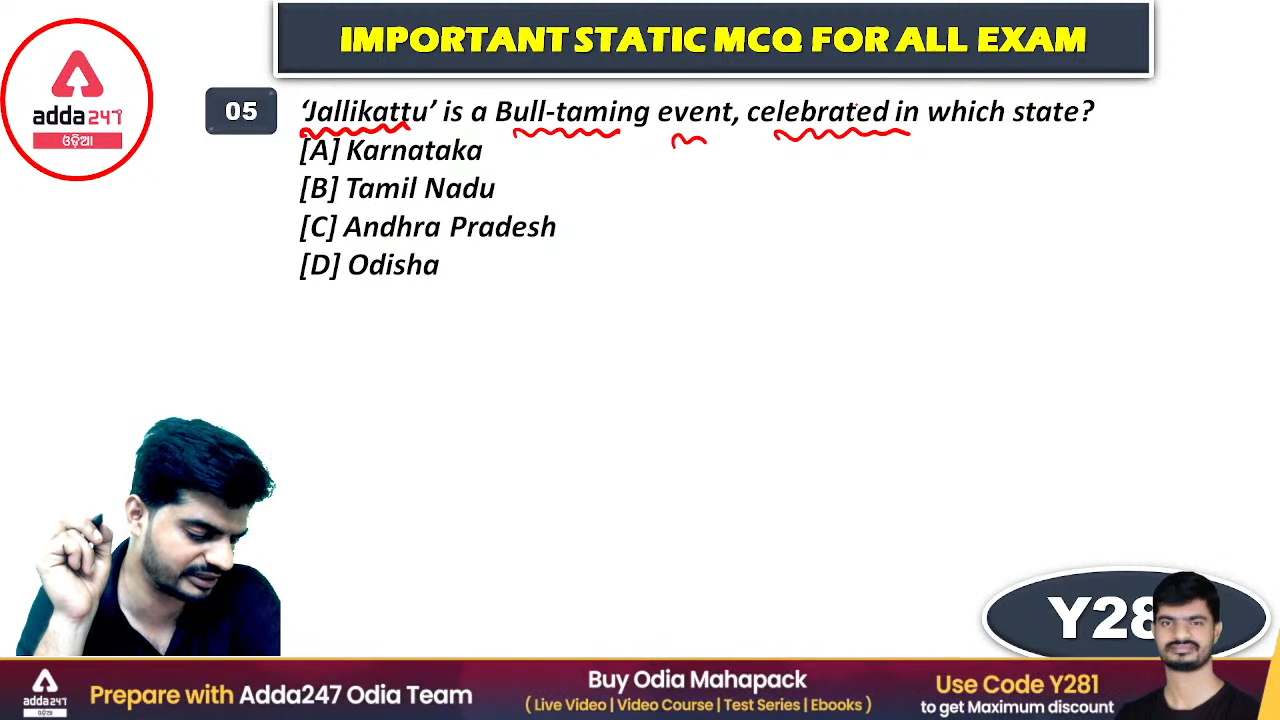 IMPORTANT STATIC MCQ FOR ALL EXAM
adda247
ଓଡ଼ିଆ
05
‘Jallikattu’ is a Bull-taming event, celebrated in which state?
[A] Karnataka
[B] Tamil Nadu
[C] Andhra Pradesh
[D] Odisha
Y28
adda247
ଓଡ଼ିଆ
Prepare with Adda247 Odia Team
Buy Odia Mahapack
( Live Video | Video Course | Test Series | Ebooks )
Use Code Y281
to get Maximum discount